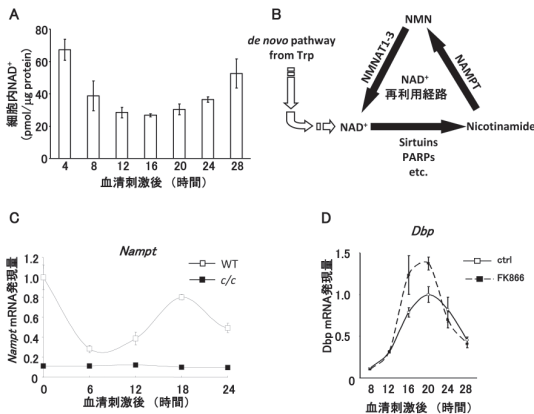 A
細胞内NAD⁺
(pmol/μg protein)
80
60
40
20
0
4 8 12 16 20 24 28
血清刺激後（時間）
B
NMN
de novo pathway
from Trp
NMNAT1-3
NAMPT
NAD⁺
再利用経路
NAD⁺
Nicotinamide
Sirtuins
PARPs
etc.
C
Nampt
WT
c/c
Nampt mRNA発現量
1.2
1.0
0.8
0.6
0.4
0.2
0
0 6 12 18 24
血清刺激後（時間）
D
Dbp
ctrl
FK866
Dbp mRNA発現量
1.5
1.0
0.5
0
8 12 16 20 24 28
血清刺激後（時間）